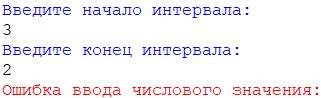 Введите начало интервала:
3
Введите конец интервала:
2
Ошибка ввода числового значения: